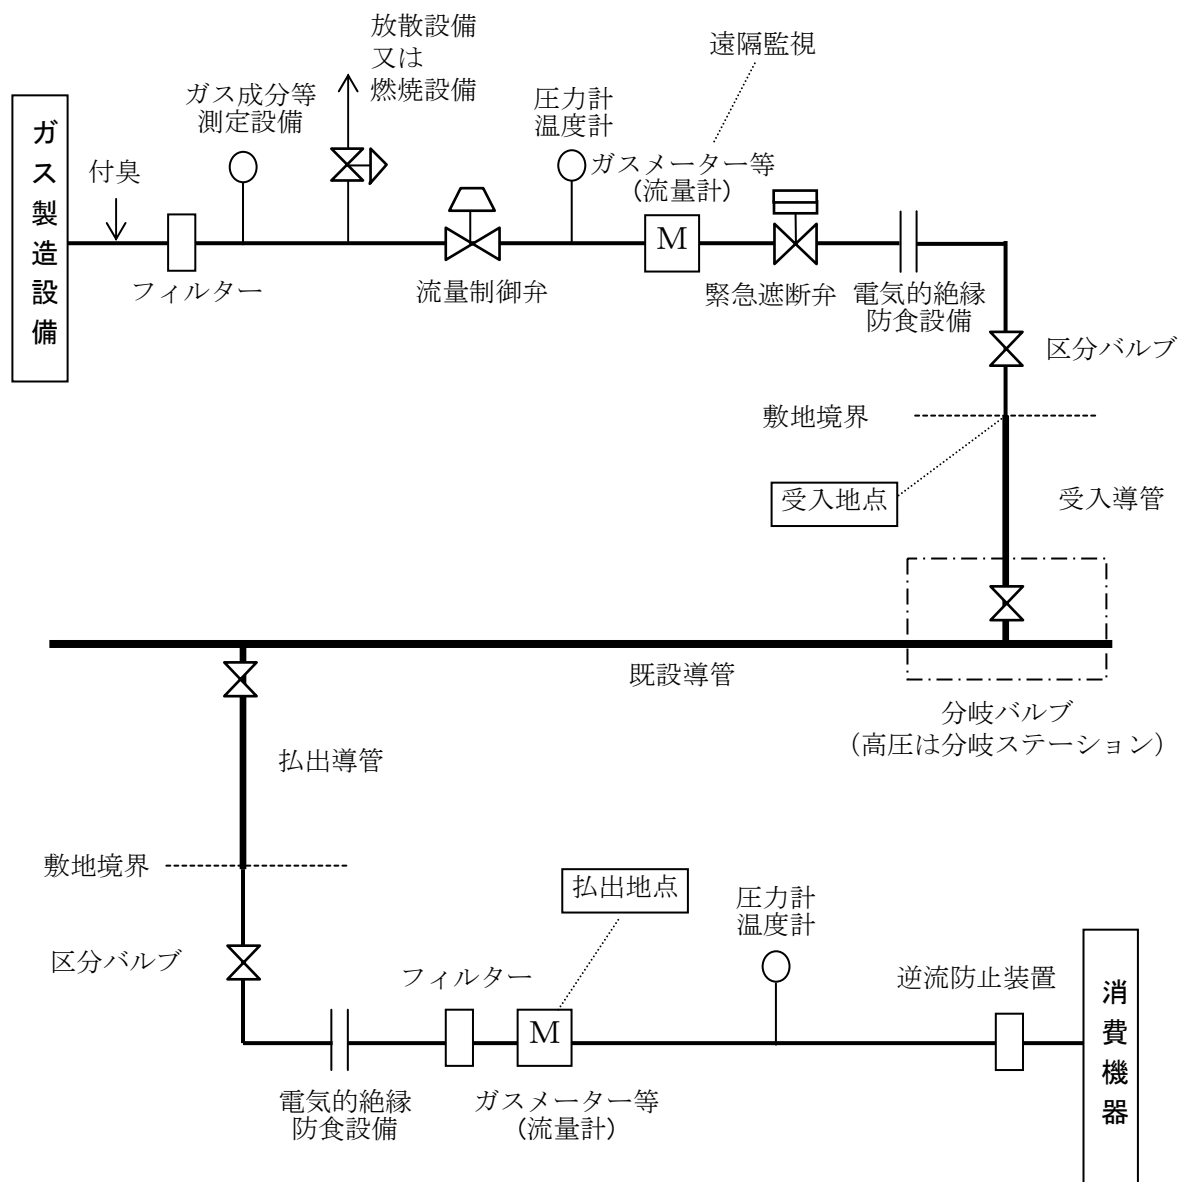 放散設備
又は
燃焼設備
遠隔監視
ガス成分等
測定設備
圧力計
温度計
ガス製造設備
付臭
ガスメーター等
(流量計)
M
フィルター
流量制御弁
緊急遮断弁
電気的絶縁
防食設備
区分バルブ
敷地境界
受入地点
受入導管
既設導管
分岐バルブ
(高圧は分岐ステーション)
払出導管
敷地境界
払出地点
圧力計
温度計
区分バルブ
フィルター
逆流防止装置
消費機器
M
電気的絶縁
防食設備
ガスメーター等
(流量計)